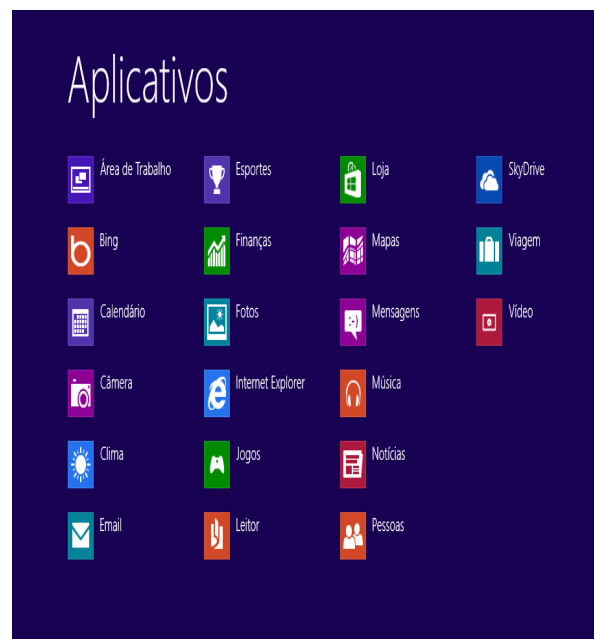 Aplicativos
Área de Trabalho
Bing
Calendário
Câmera
Clima
Email
Esportes
Finanças
Fotos
Internet Explorer
Jogos
Leitor
Loja
Mapas
Mensagens
Música
Notícias
Pessoas
SkyDrive
Viagem
Vídeo